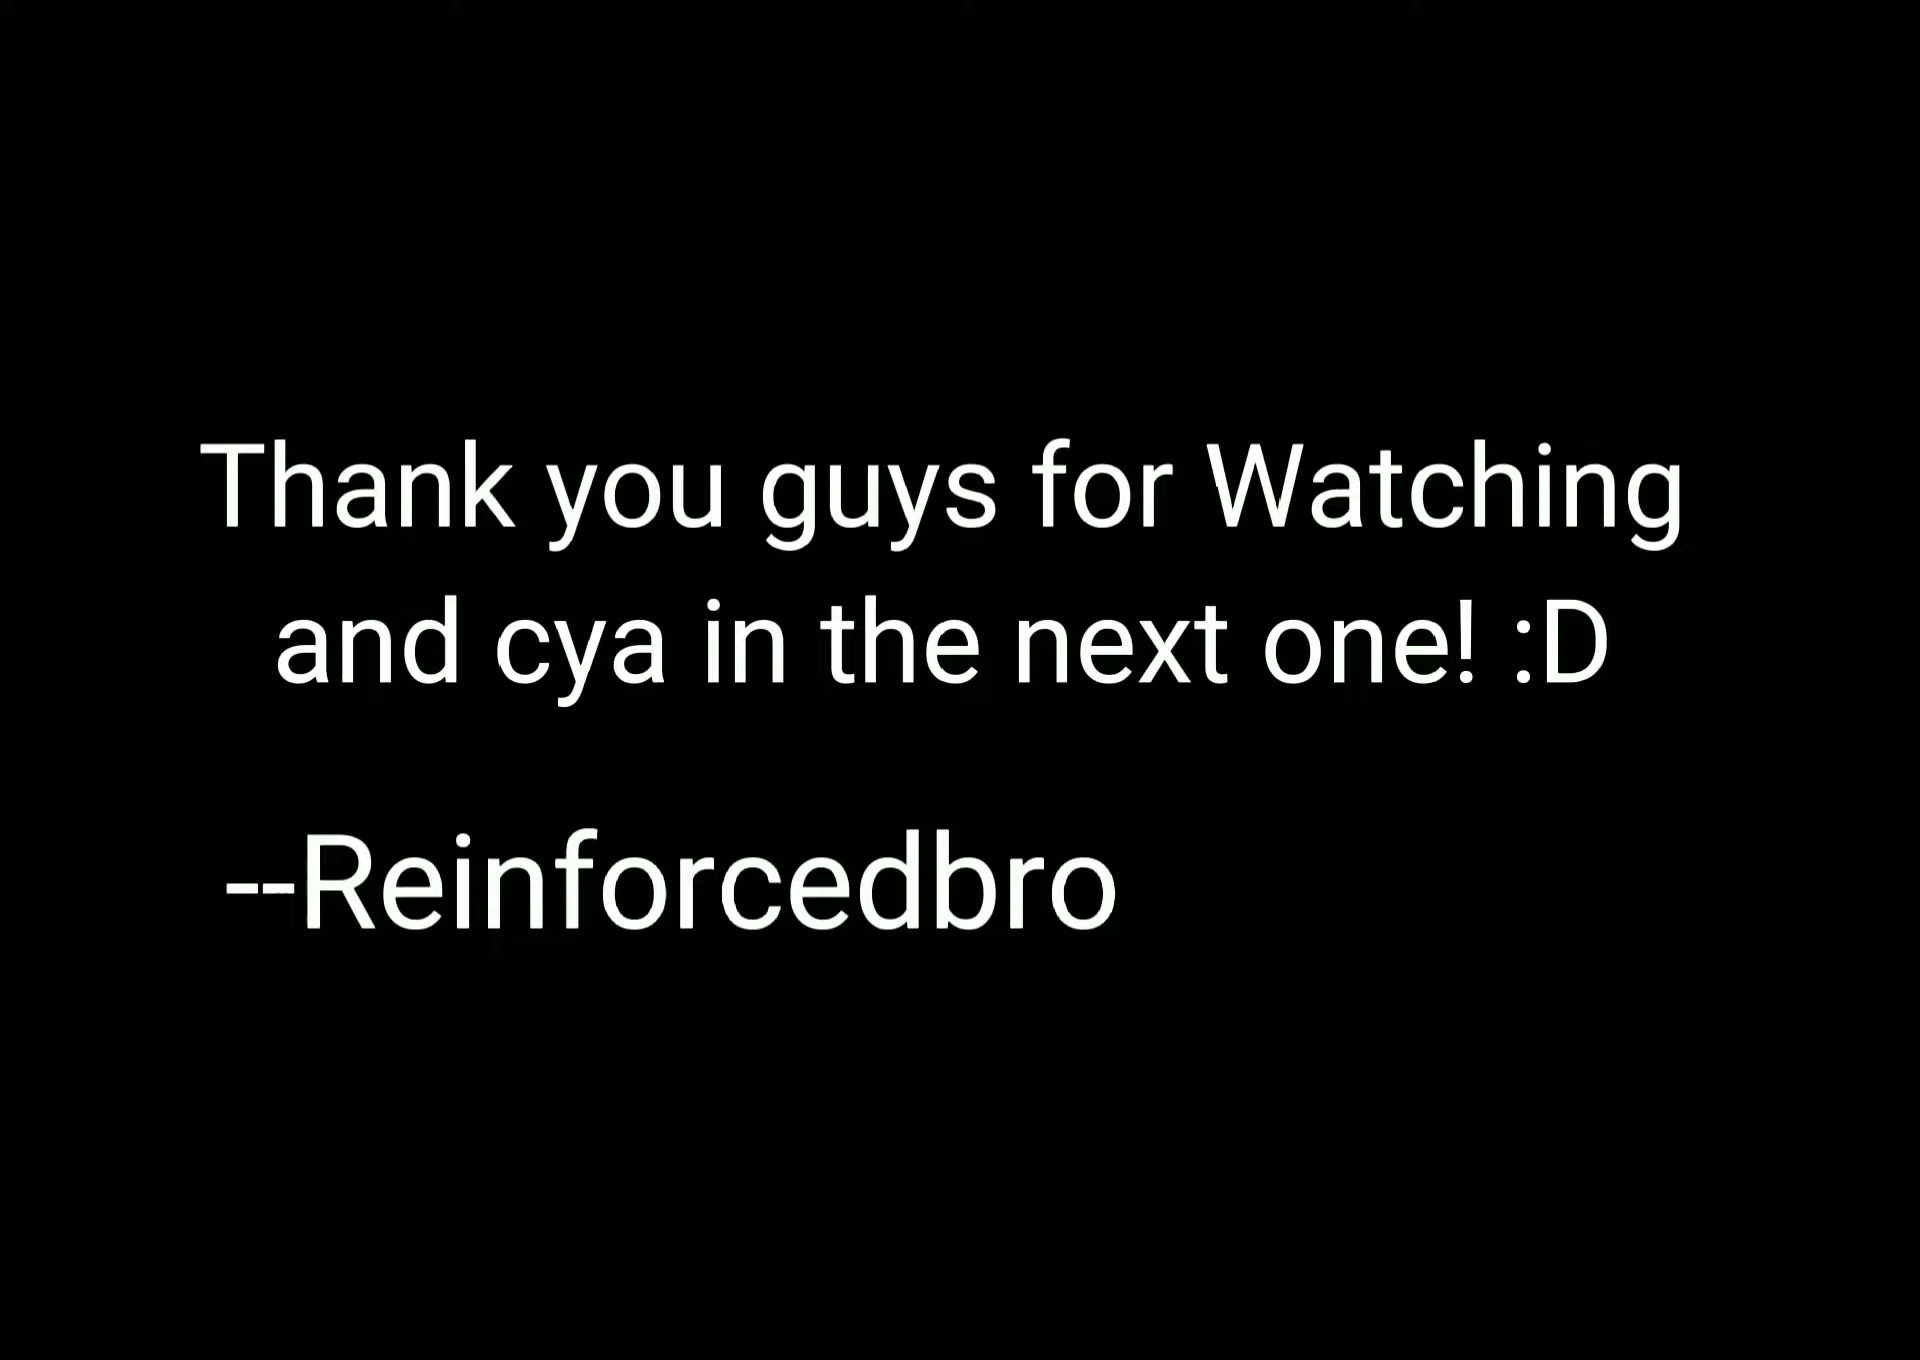 Thank you guys for Watching
and cya in the next one! :D
--Reinforcedbro